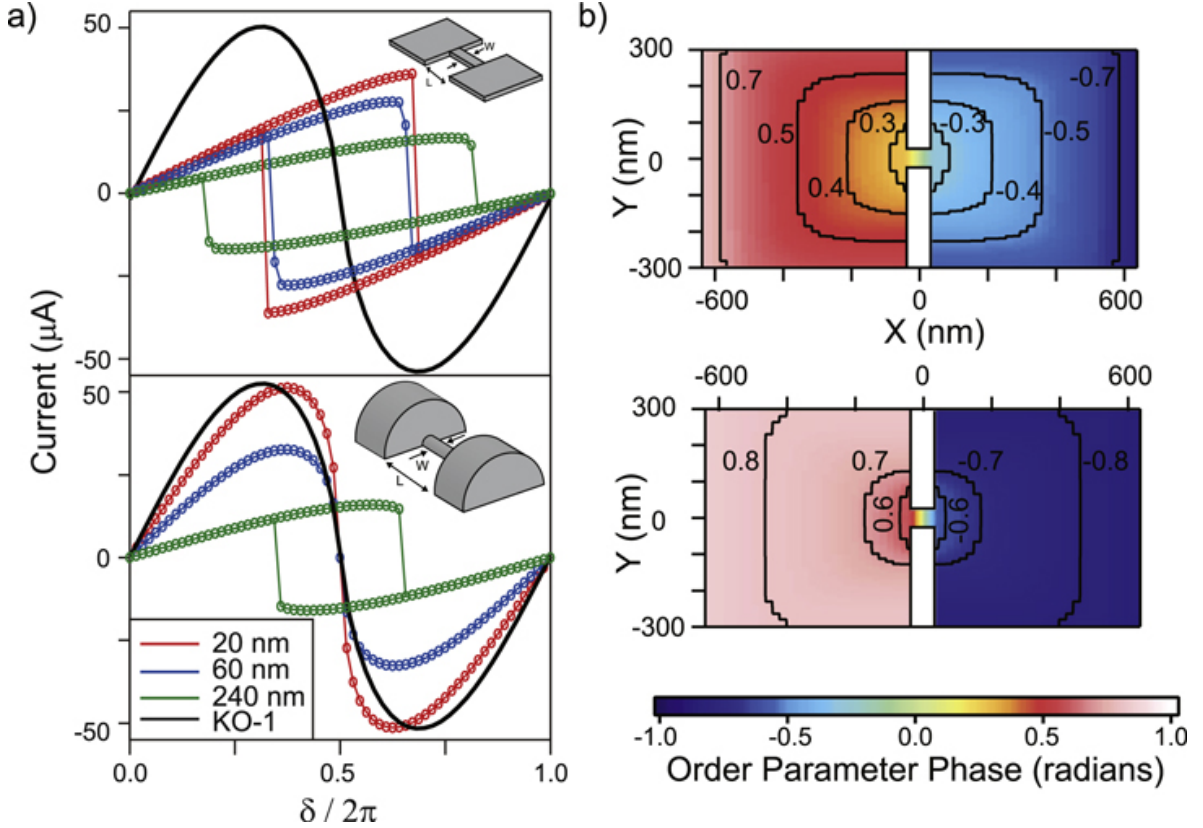 a)
50
0
-50
W
L
50
0
-50
W
L
20 nm
60 nm
240 nm
KO-1
0.0
0.5
1.0
Current (μA)
δ / 2π
b)
300
0
-300
Y (nm)
0.7
0.5
0.3
0.4
-0.3
-0.4
-0.5
-0.7
-600
0
600
X (nm)
-600
0
600
300
0
-300
Y (nm)
0.8
0.7
0.6
-0.6
-0.7
-0.8
-1.0
-0.5
0.0
0.5
1.0
Order Parameter Phase (radians)